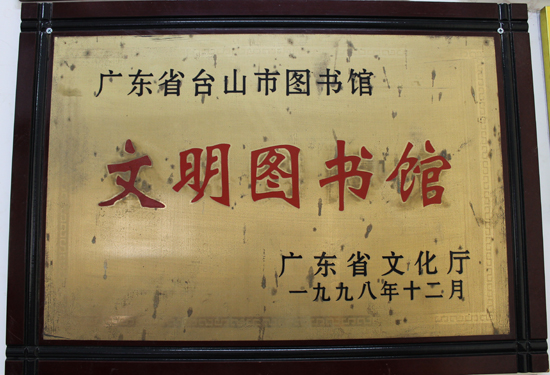 广东省台山市图书馆
文明图书馆
广东省文化厅
一九九八年十二月